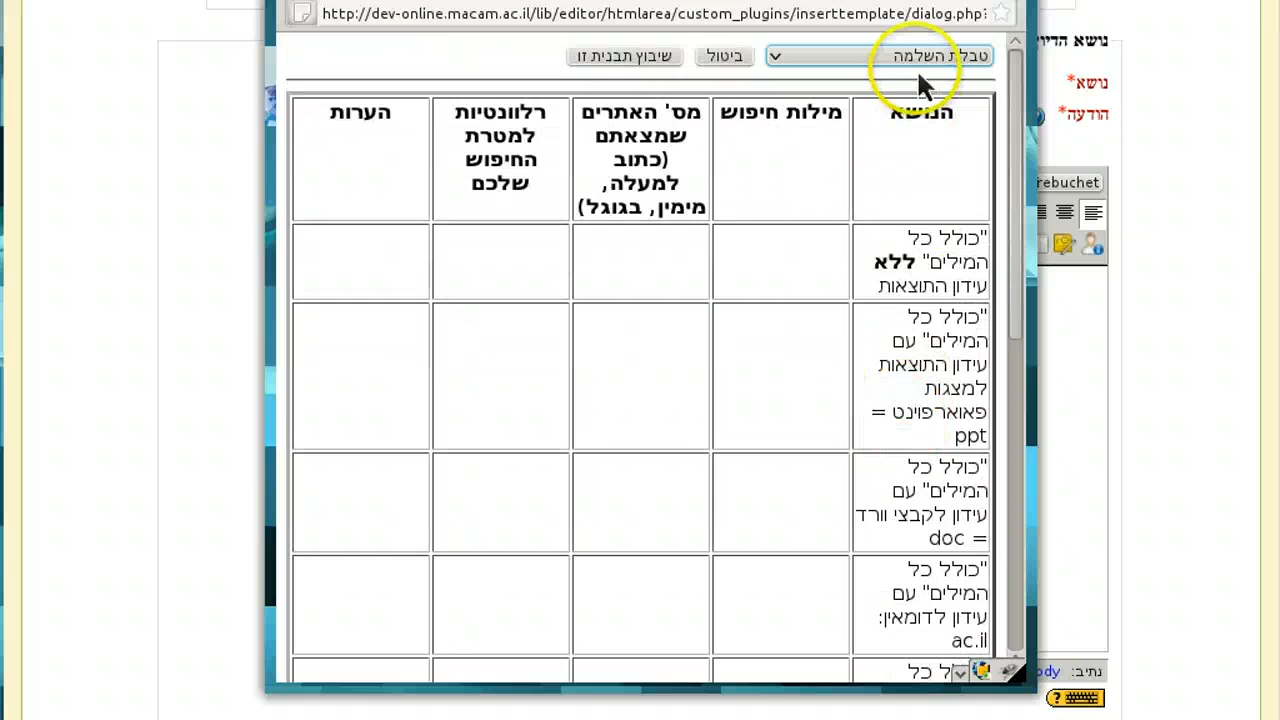 http://dev-online.macam.ac.il/lib/editor/htmlarea/custom_plugins/inserttemplate/dialog.php?
נושא הדיון
טבלת השלמה
ביטול
שיבוץ תבנית זו
נושא*
הודעה*
הנושא
מילות חיפוש
מס' האתרים
שמצאתם
(כתוב
למעלה,
מימין, בגוגל)
רלוונטיות
למטרת
החיפוש
שלכם
הערות
rebuchet
"כולל כל
המילים" ללא
עידון התוצאות
"כולל כל
המילים" עם
עידון התוצאות
למצגות
פאוארפוינט =
ppt
"כולל כל
המילים" עם
עידון לקבצי וורד
= doc
"כולל כל
המילים" עם
עידון לדומאין:
ac.il
נתיב: ody
?